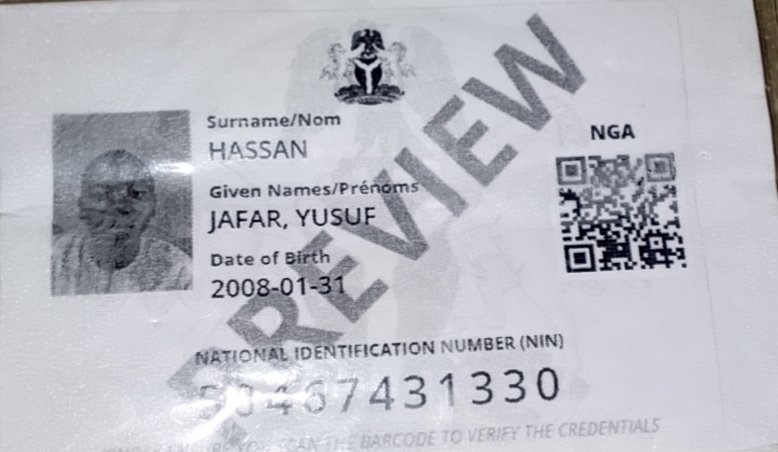 PREVIEW
Surname/Nom
HASSAN
NGA
Given Names/Prénoms
JAFAR, YUSUF
Date of Birth
2008-01-31
NATIONAL IDENTIFICATION NUMBER (NIN)
YOU SCAN THE BARCODE TO VERIFY THE CREDENTIALS